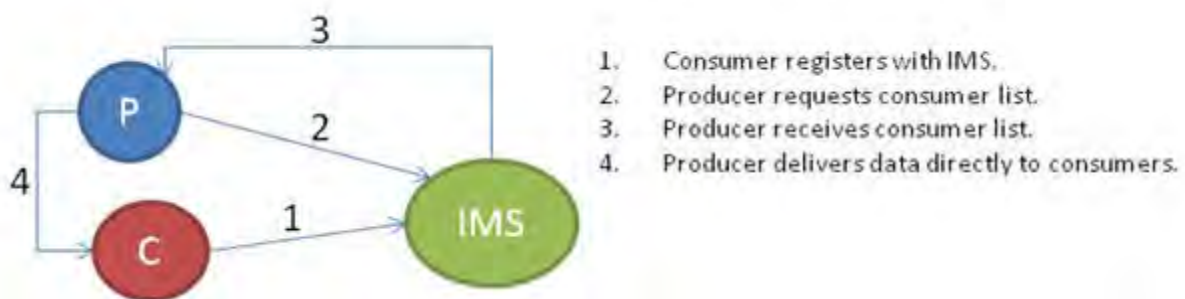 3
P
2
4
C
1
IMS
1. Consumer registers with IMS.
2. Producer requests consumer list.
3. Producer receives consumer list.
4. Producer delivers data directly to consumers.